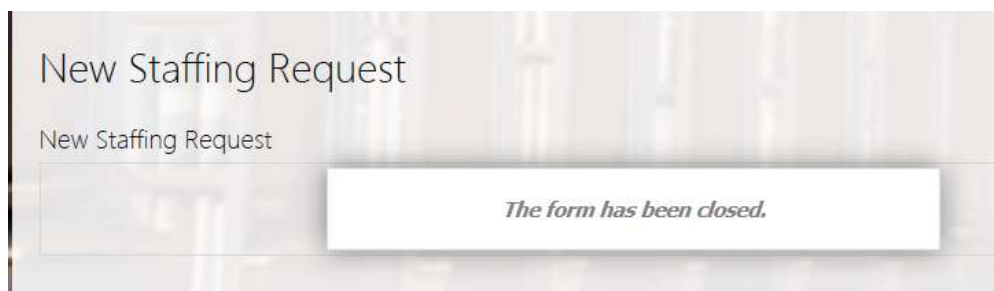 New Staffing Request
New Staffing Request
The form has been closed.